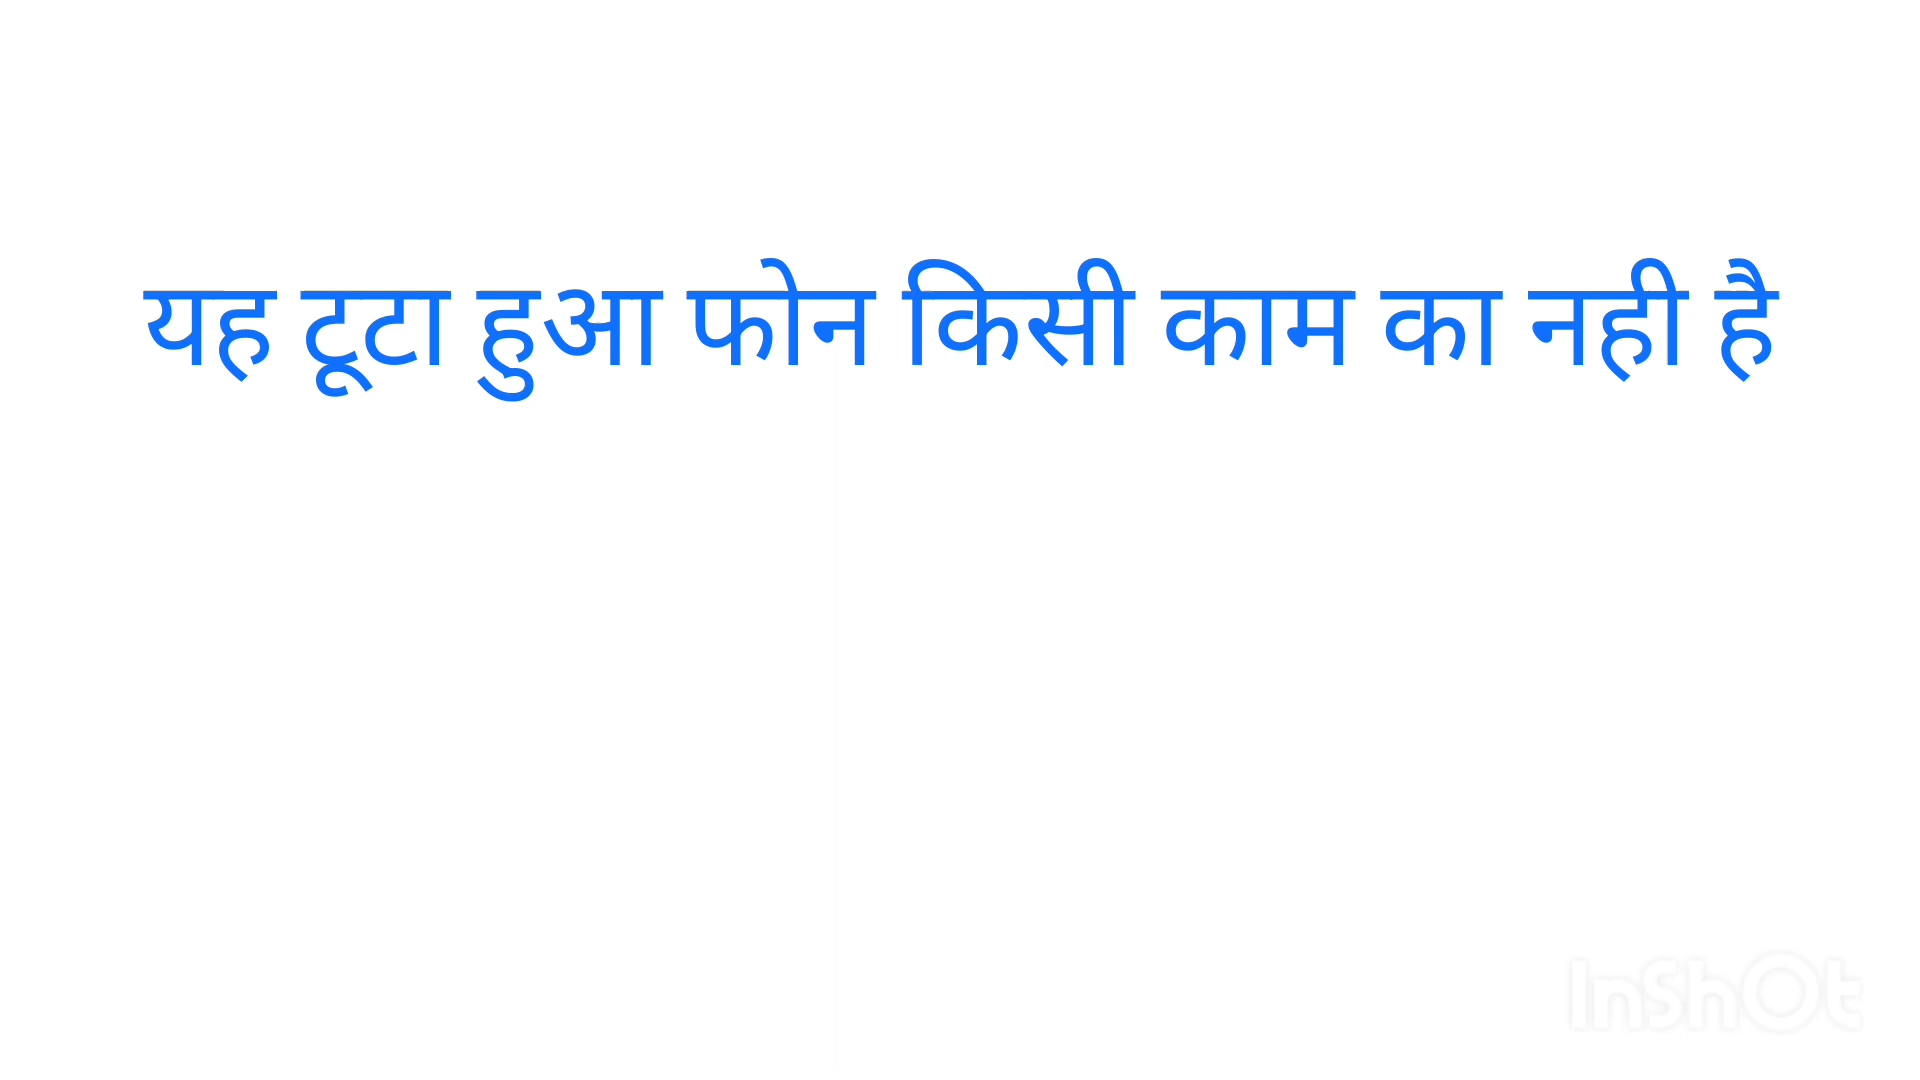 यह टूटा हुआ फोन किसी काम का नही है
InShOt